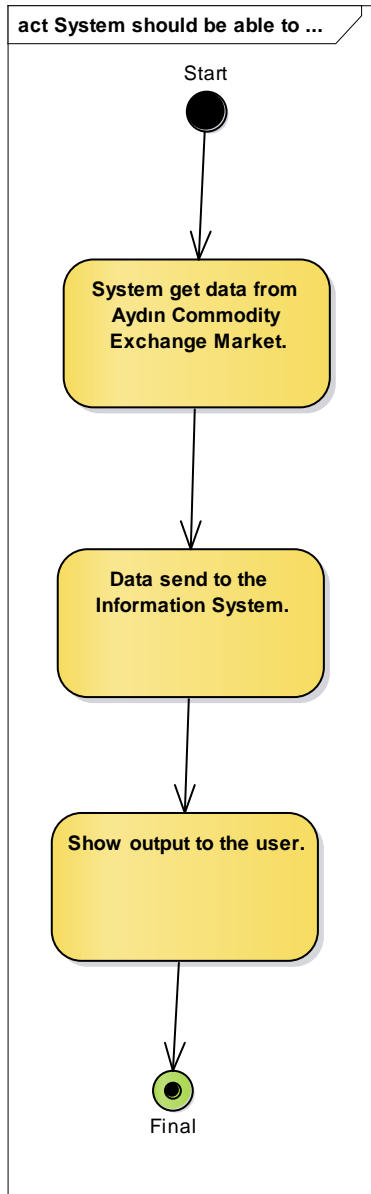 act System should be able to ...
Start
System get data from
Aydın Commodity
Exchange Market.
Data send to the
Information System.
Show output to the user.
Final